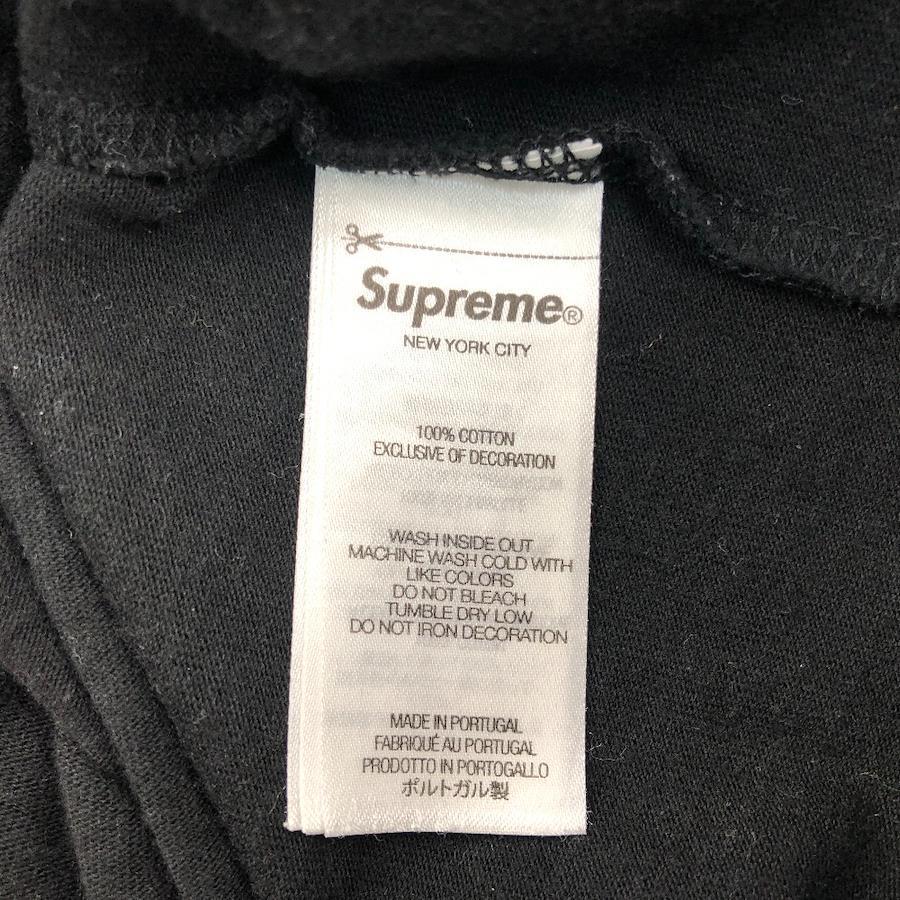 Supreme®
NEW YORK CITY
100% COTTON
EXCLUSIVE OF DECORATION
WASH INSIDE OUT
MACHINE WASH COLD WITH
LIKE COLORS
DO NOT BLEACH
TUMBLE DRY LOW
DO NOT IRON DECORATION
MADE IN PORTUGAL
FABRIQUÉ AU PORTUGAL
PRODOTTO IN PORTOGALLO
ポルトガル製